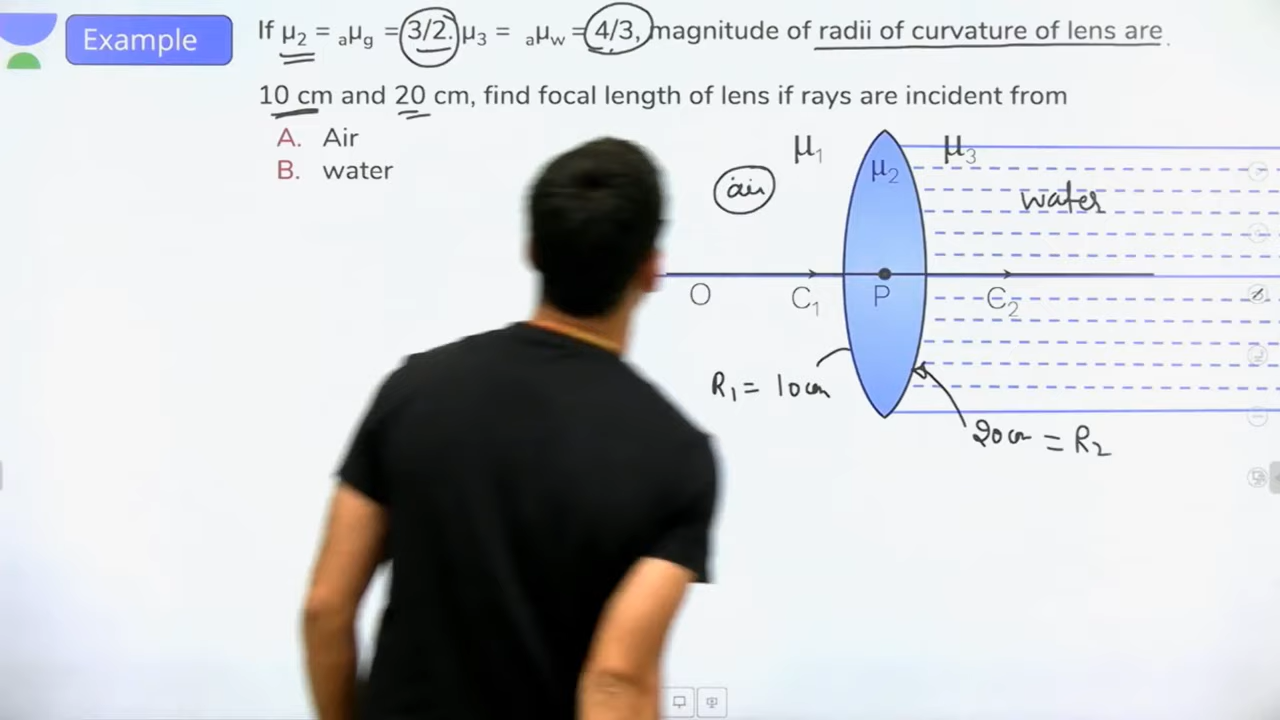 Example
If μ₂ = ₐμg = 3/2. μ₃ = ₐμw = 4/3, magnitude of radii of curvature of lens are
10 cm and 20 cm, find focal length of lens if rays are incident from
A. Air
B. water
μ₁
μ₂
μ₃
air
water
O
C₁
P
C₂
R₁ = 10cm
20cm = R₂